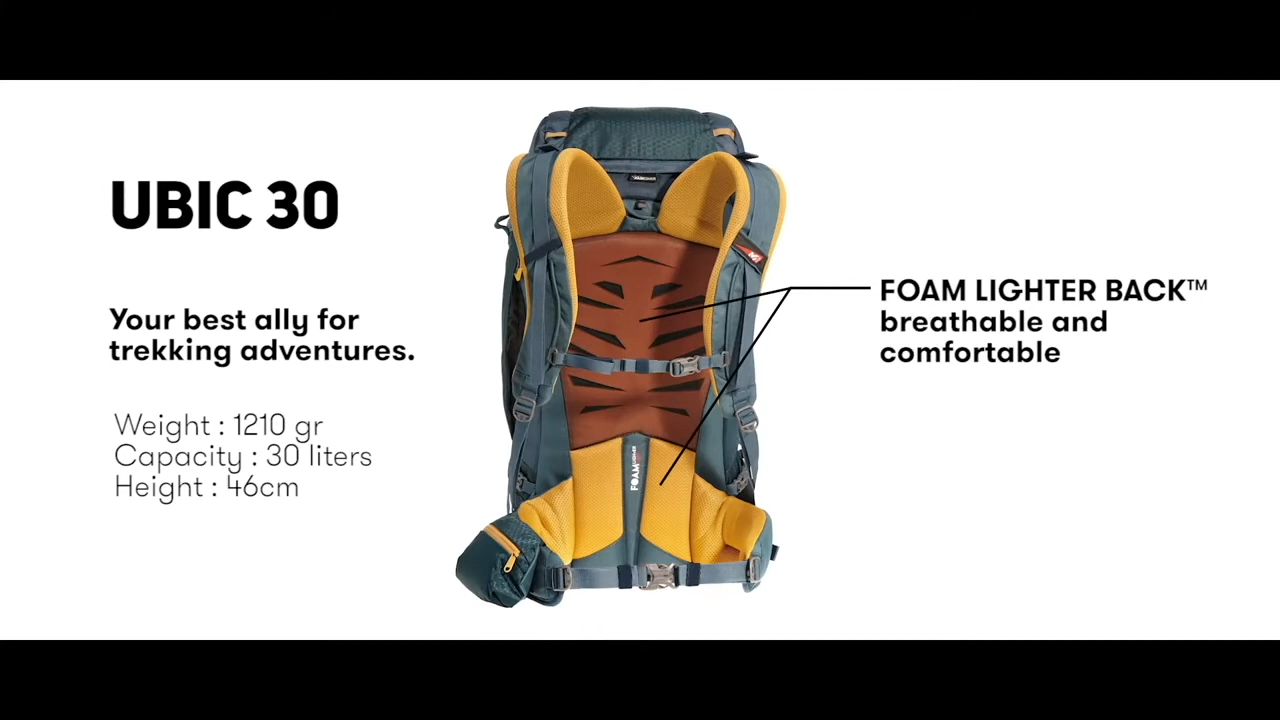 UBIC 30
Your best ally for
trekking adventures.
Weight : 1210 gr
Capacity : 30 liters
Height : 46cm
FOAM LIGHTER BACK™
breathable and
comfortable
FOAM